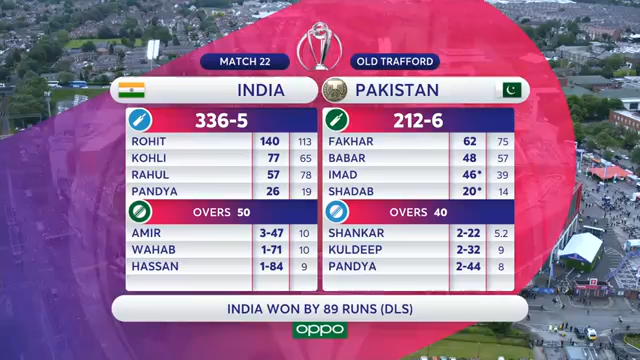 MATCH 22 OLD TRAFFORD
INDIA PAKISTAN
336-5 212-6
ROHIT 140 113 FAKHAR 62 75
KOHLI 77 65 BABAR 48 57
RAHUL 57 78 IMAD 46* 39
PANDYA 26 19 SHADAB 20* 14
OVERS 50 OVERS 40
AMIR 3-47 10 SHANKAR 2-22 5.2
WAHAB 1-71 10 KULDEEP 2-32 9
HASSAN 1-84 9 PANDYA 2-44 8
INDIA WON BY 89 RUNS (DLS)
oppo